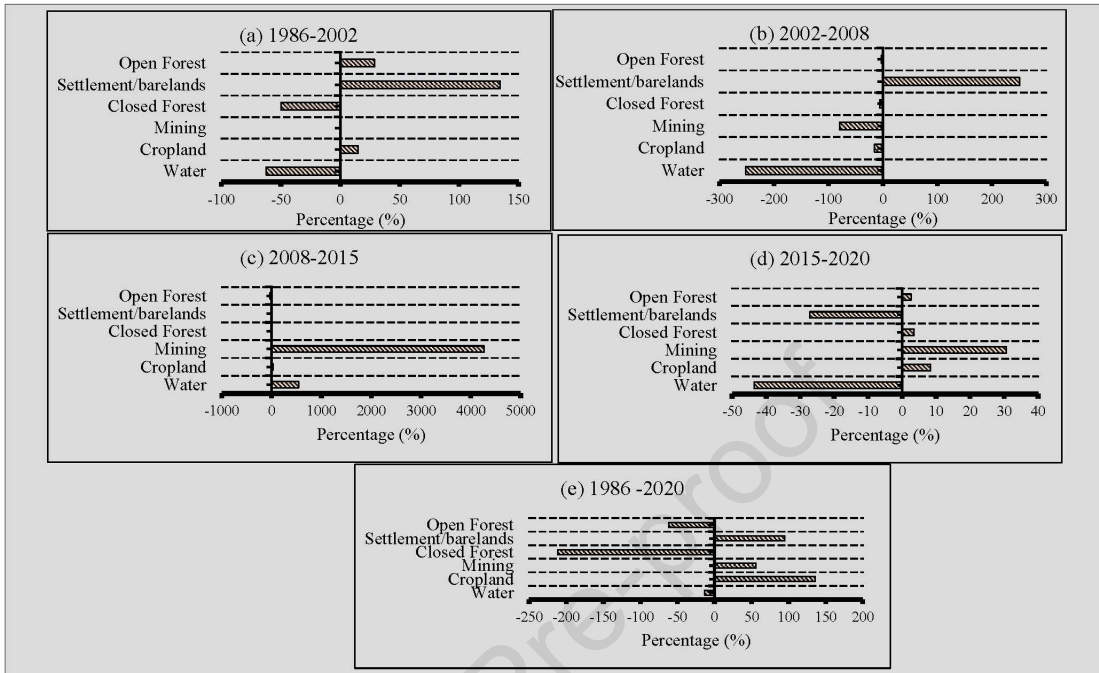 (a) 1986-2002
Open Forest
Settlement/barelands
Closed Forest
Mining
Cropland
Water
-100 -50 0 50 100 150
Percentage (%)
(b) 2002-2008
Open Forest
Settlement/barelands
Closed Forest
Mining
Cropland
Water
-300 -200 -100 0 100 200 300
Percentage (%)
(c) 2008-2015
Open Forest
Settlement/barelands
Closed Forest
Mining
Cropland
Water
-1000 0 1000 2000 3000 4000 5000
Percentage (%)
(d) 2015-2020
Open Forest
Settlement/barelands
Closed Forest
Mining
Cropland
Water
-50 -40 -30 -20 -10 0 10 20 30 40
Percentage (%)
(e) 1986 -2020
Open Forest
Settlement/barelands
Closed Forest
Mining
Cropland
Water
-250 -200 -150 -100 -50 0 50 100 150 200
Percentage (%)
Pre-proof